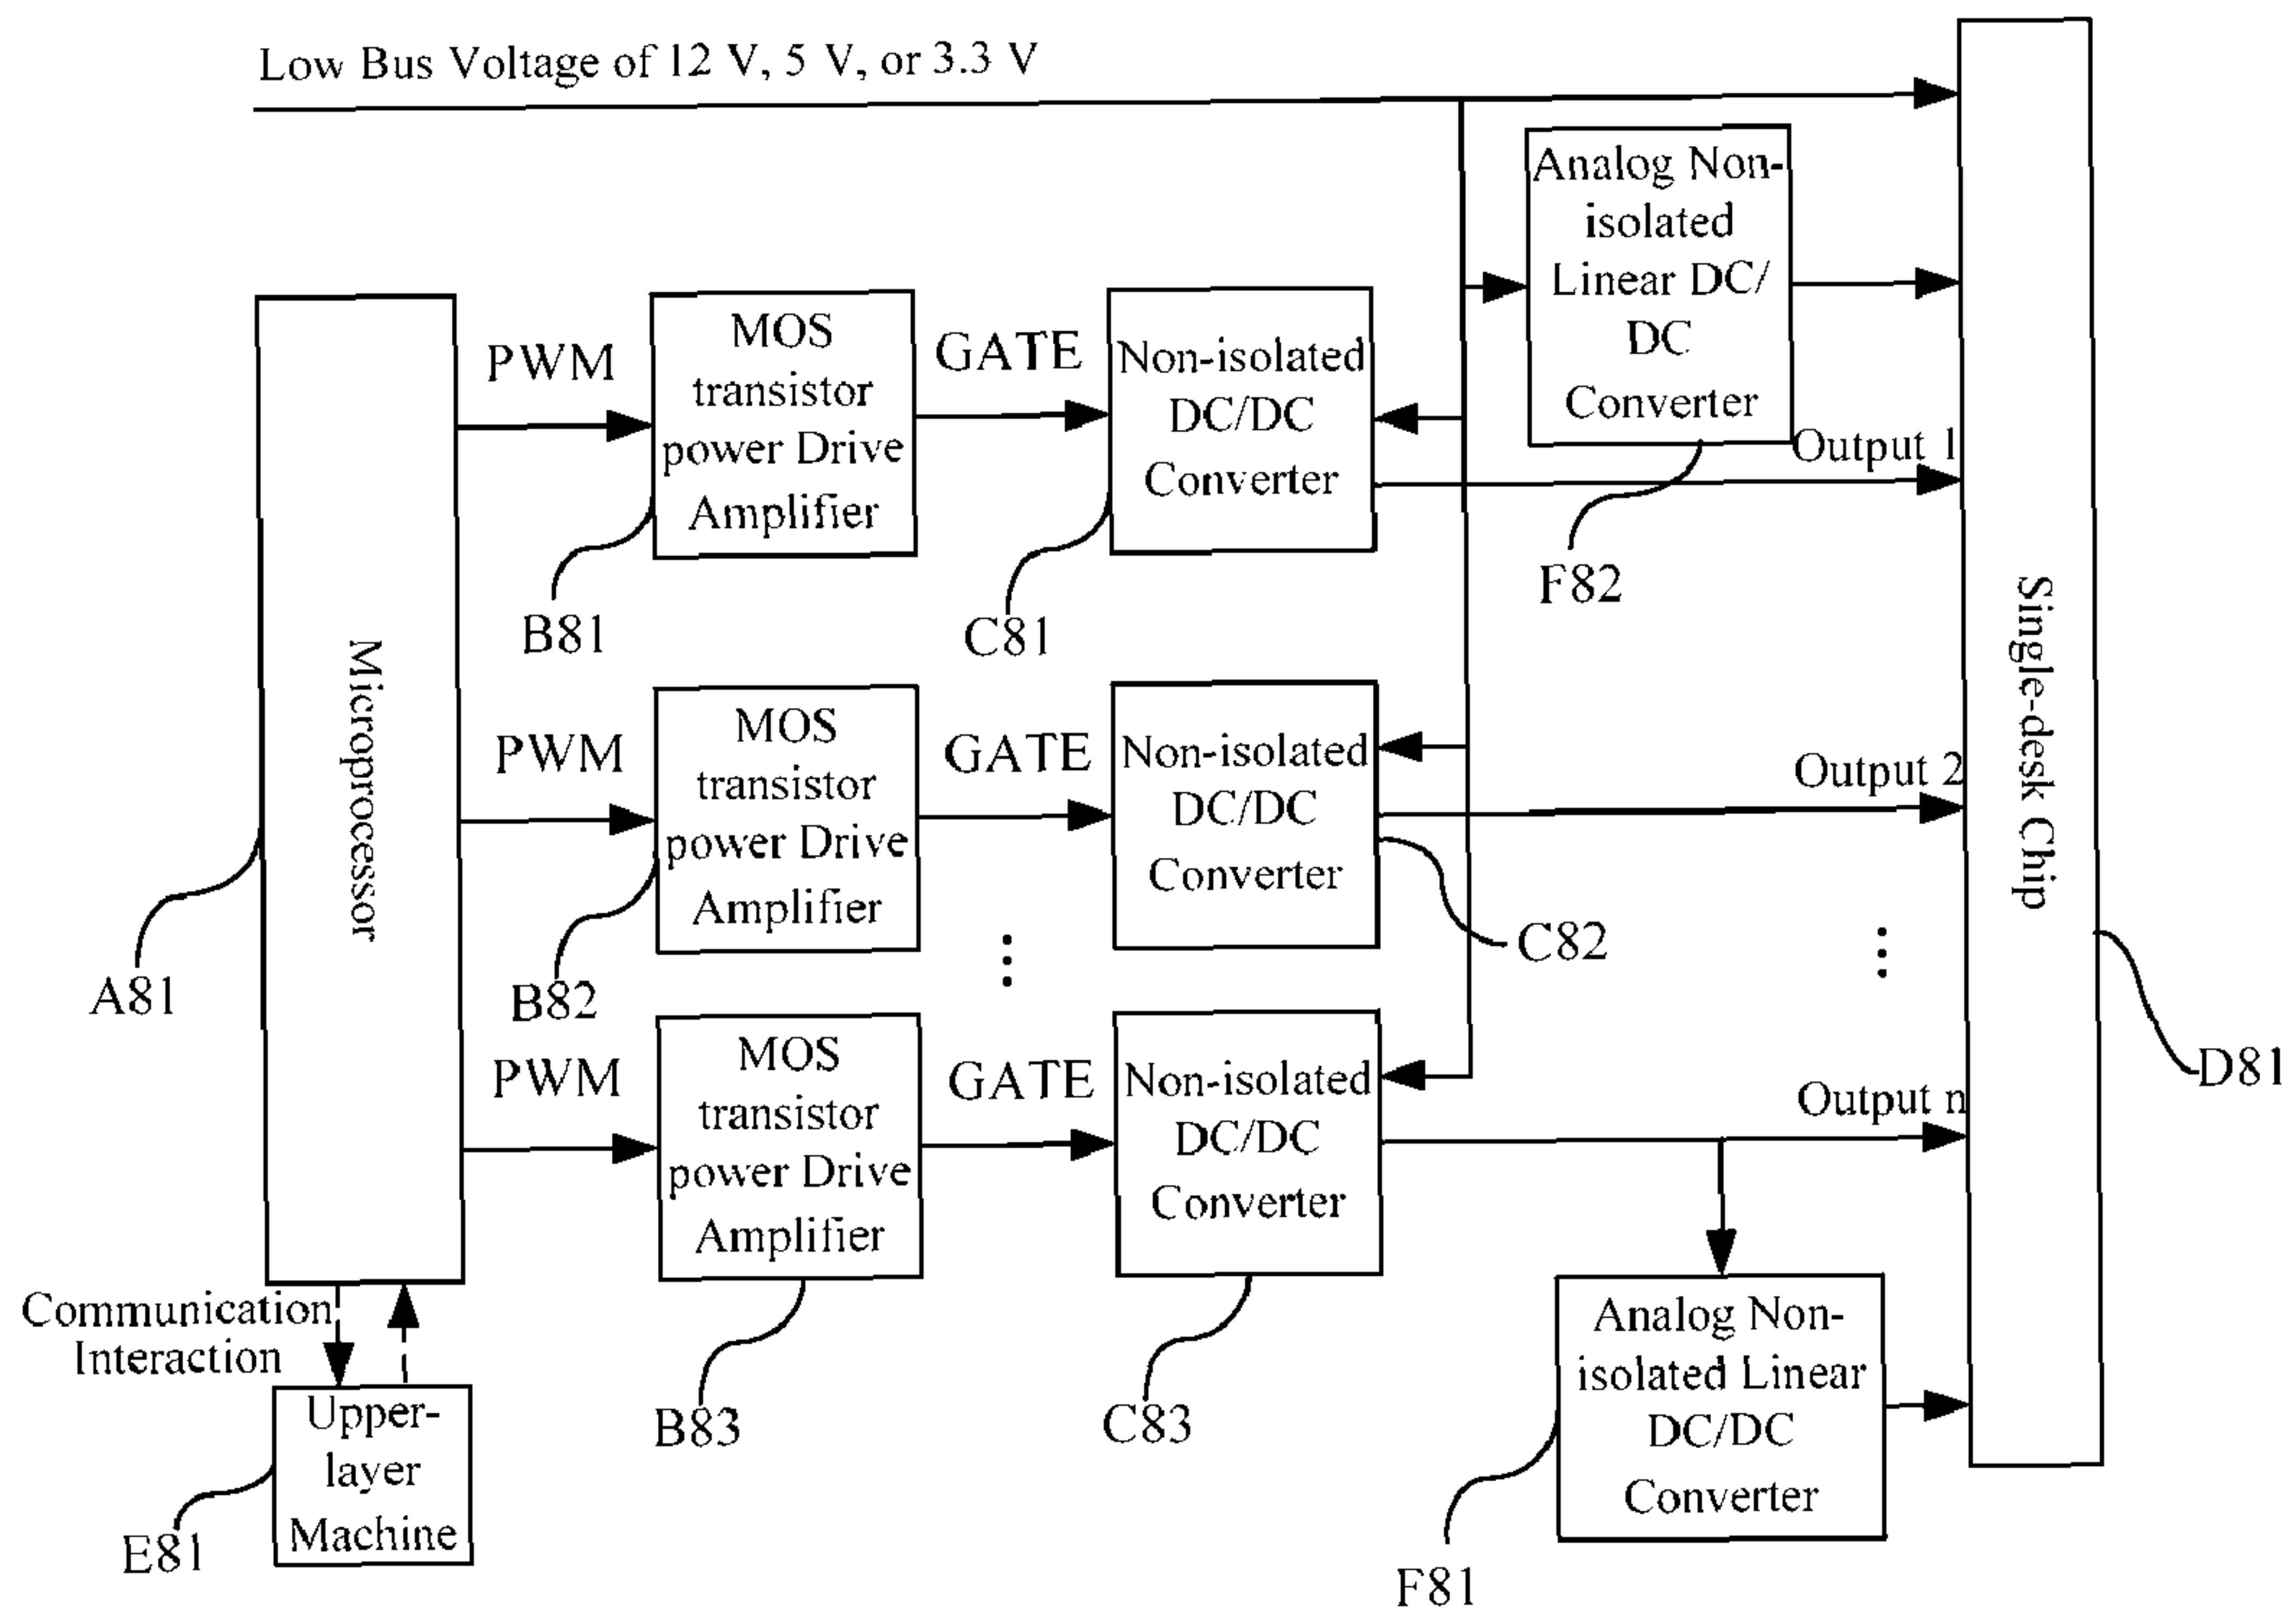 Low Bus Voltage of 12 V, 5 V, or 3.3 V
Analog Non-
isolated
Linear DC/
DC
Converter
F82
Microprocessor
A81
PWM
MOS
transistor
power Drive
Amplifier
B81
GATE
Non-isolated
DC/DC
Converter
C81
Output 1
PWM
MOS
transistor
power Drive
Amplifier
B82
GATE
Non-isolated
DC/DC
Converter
C82
Output 2
PWM
MOS
transistor
power Drive
Amplifier
B83
GATE
Non-isolated
DC/DC
Converter
C83
Output n
Single-desk Chip
D81
Communication
Interaction
Upper-
layer
Machine
E81
Analog Non-
isolated Linear
DC/DC
Converter
F81